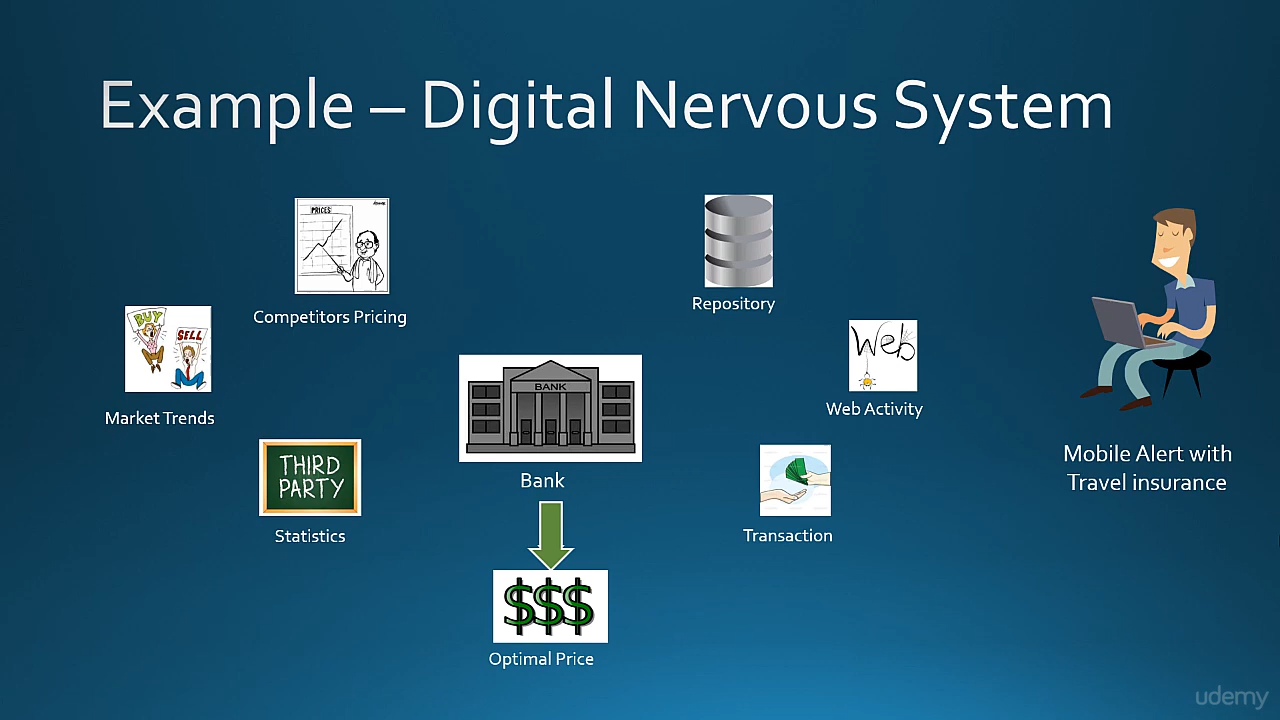 Example – Digital Nervous System
PRICES
Competitors Pricing
Repository
BUY
SELL
Market Trends
Web
Web Activity
BANK
Bank
THIRD
PARTY
Statistics
Transaction
Mobile Alert with
Travel insurance
$$$
Optimal Price
udemy